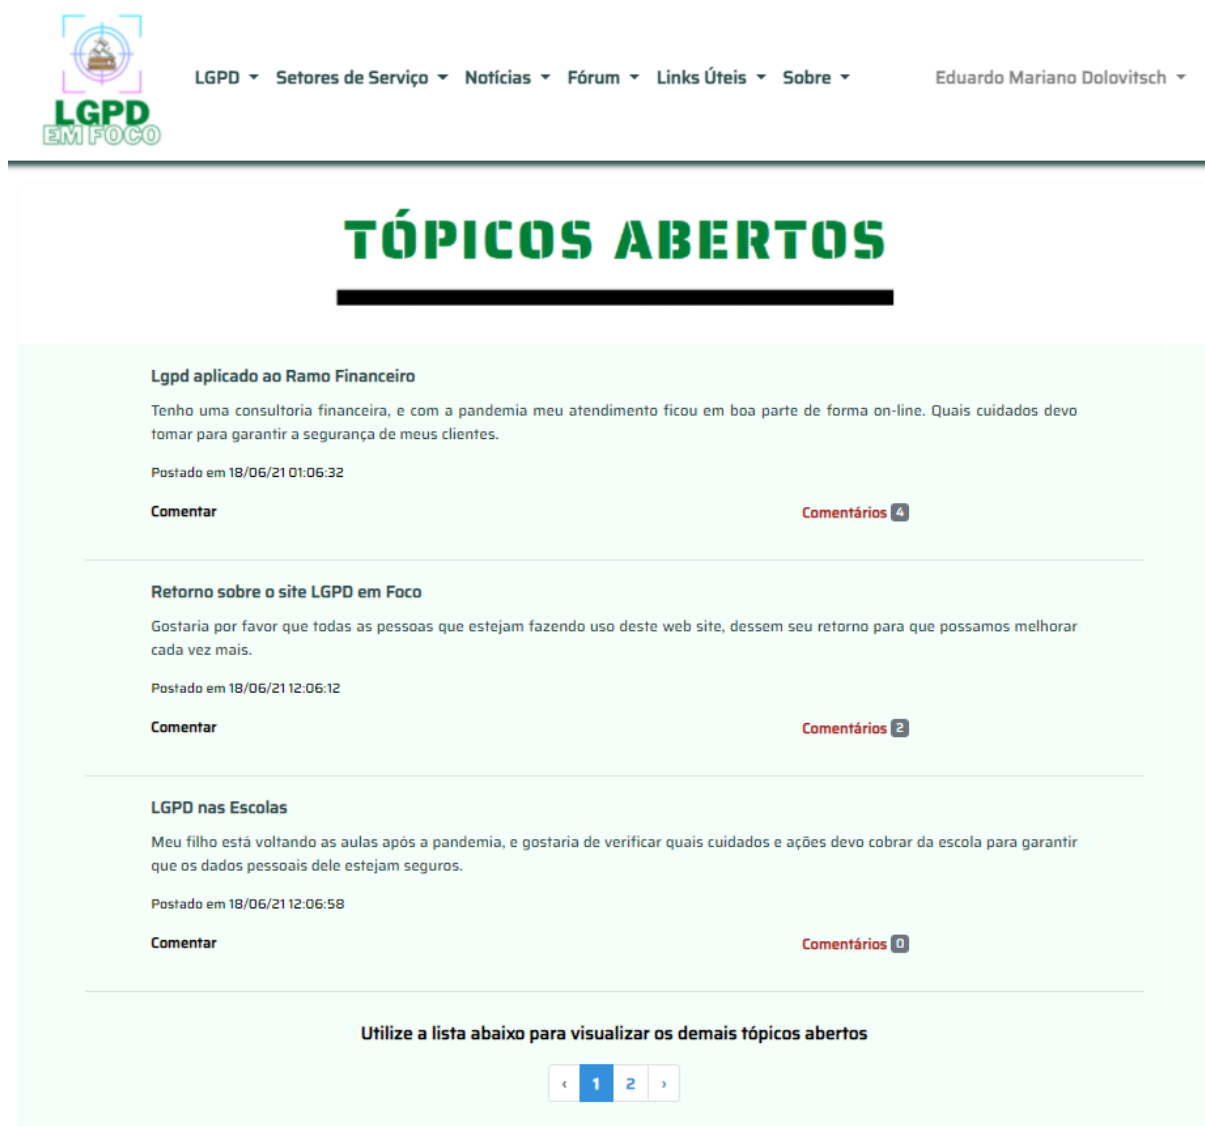 LGPD
EM FOCO
LGPD Setores de Serviço Notícias Fórum Links Úteis Sobre Eduardo Mariano Dolovitsch
TÓPICOS ABERTOS
Lgpd aplicado ao Ramo Financeiro
Tenho uma consultoria financeira, e com a pandemia meu atendimento ficou em boa parte de forma on-line. Quais cuidados devo
tomar para garantir a segurança de meus clientes.
Postado em 18/06/21 01:06:32
Comentar Comentários 4
Retorno sobre o site LGPD em Foco
Gostaria por favor que todas as pessoas que estejam fazendo uso deste web site, dessem seu retorno para que possamos melhorar
cada vez mais.
Postado em 18/06/21 12:06:12
Comentar Comentários 2
LGPD nas Escolas
Meu filho está voltando as aulas após a pandemia, e gostaria de verificar quais cuidados e ações devo cobrar da escola para garantir
que os dados pessoais dele estejam seguros.
Postado em 18/06/21 12:06:58
Comentar Comentários 0
Utilize a lista abaixo para visualizar os demais tópicos abertos
‹ 1 2 ›